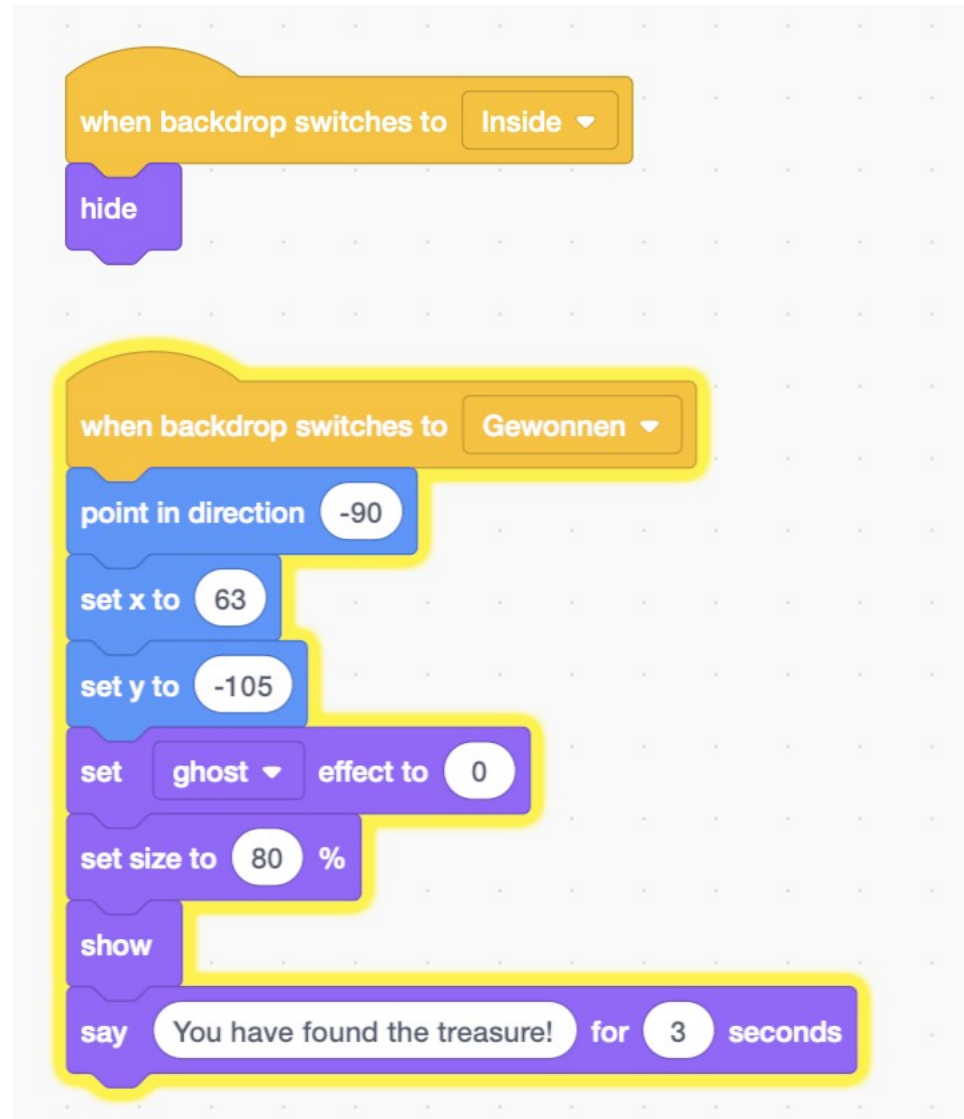 when backdrop switches to Inside
hide
when backdrop switches to Gewonnen
point in direction -90
set x to 63
set y to -105
set ghost effect to 0
set size to 80 %
show
say You have found the treasure! for 3 seconds